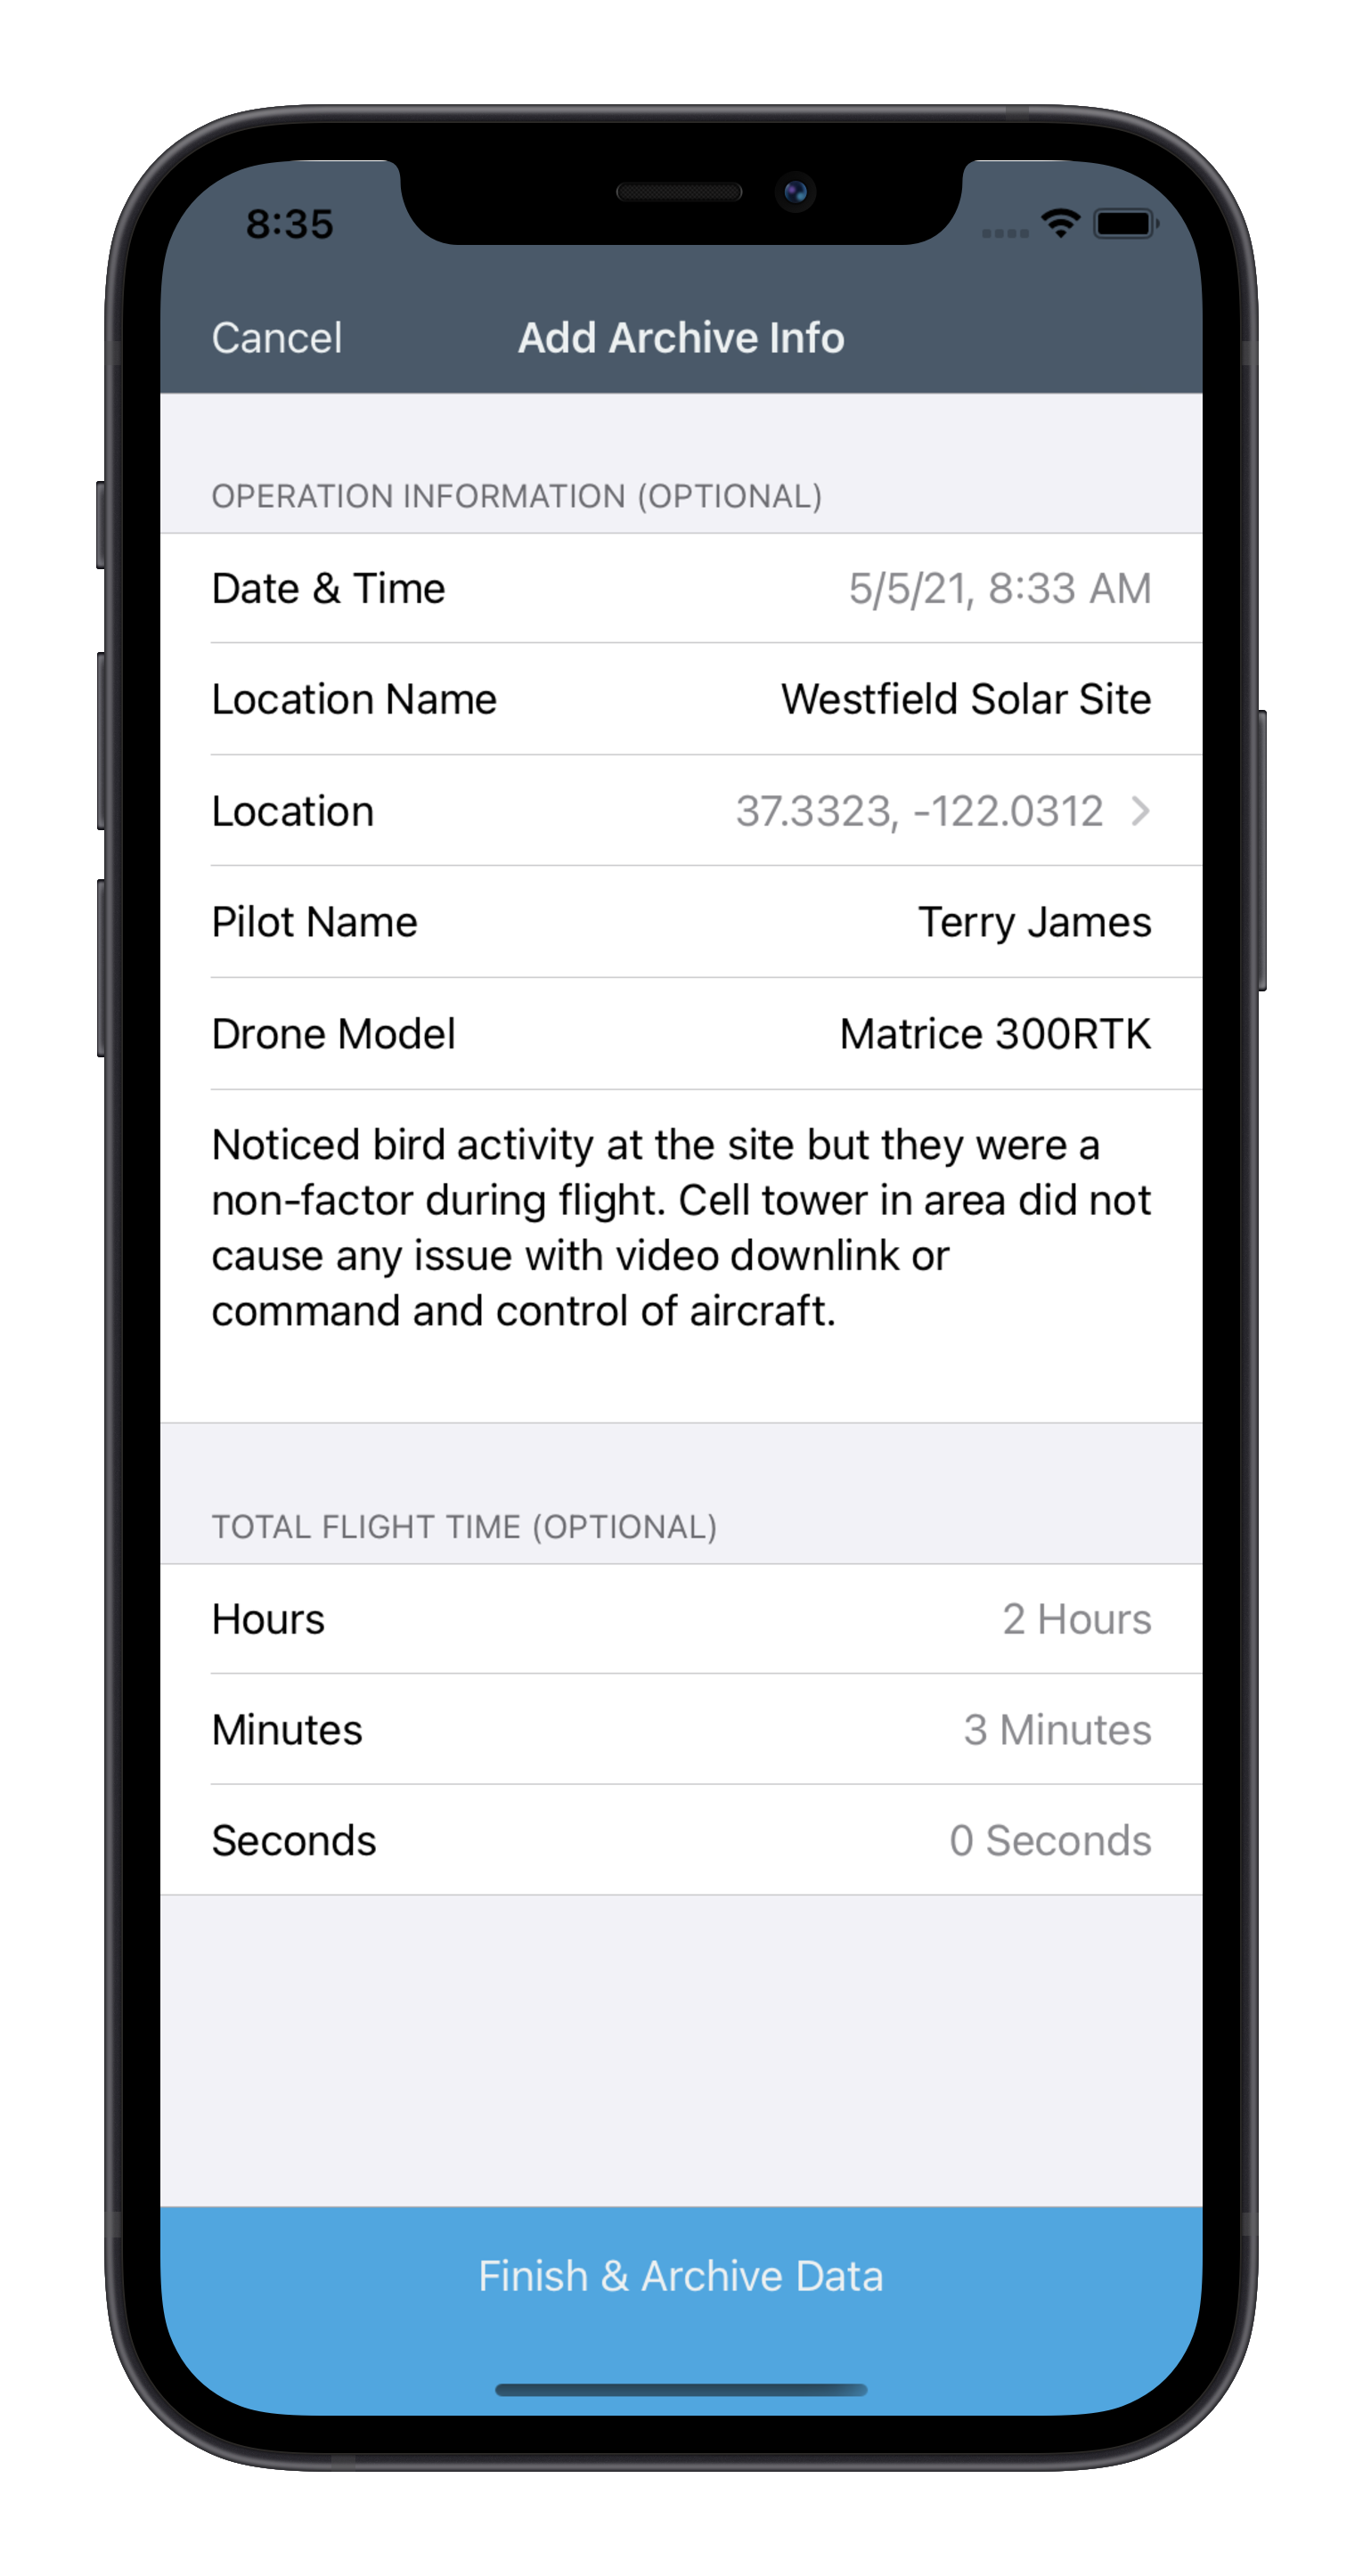 8:35
Cancel
Add Archive Info
OPERATION INFORMATION (OPTIONAL)
Date & Time
5/5/21, 8:33 AM
Location Name
Westfield Solar Site
Location
37.3323, -122.0312
Pilot Name
Terry James
Drone Model
Matrice 300RTK
Noticed bird activity at the site but they were a
non-factor during flight. Cell tower in area did not
cause any issue with video downlink or
command and control of aircraft.
TOTAL FLIGHT TIME (OPTIONAL)
Hours
2 Hours
Minutes
3 Minutes
Seconds
0 Seconds
Finish & Archive Data